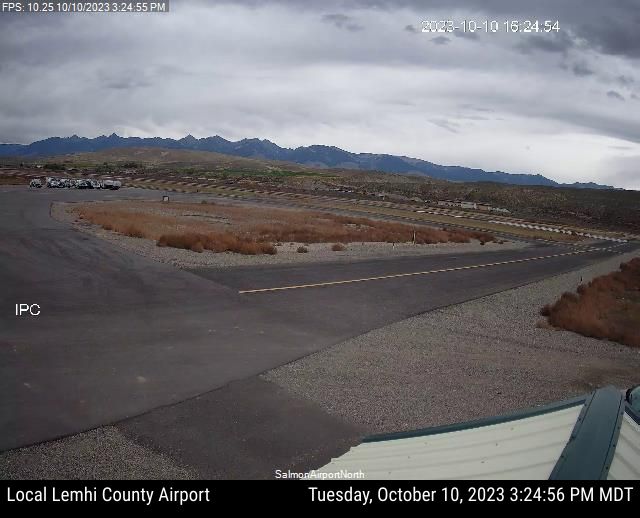 FPS: 10.25 10/10/2023 3:24:55 PM
2023-10-10 15:24:54
IPC
SalmonAirportNorth
Local Lemhi County Airport
Tuesday, October 10, 2023 3:24:56 PM MDT